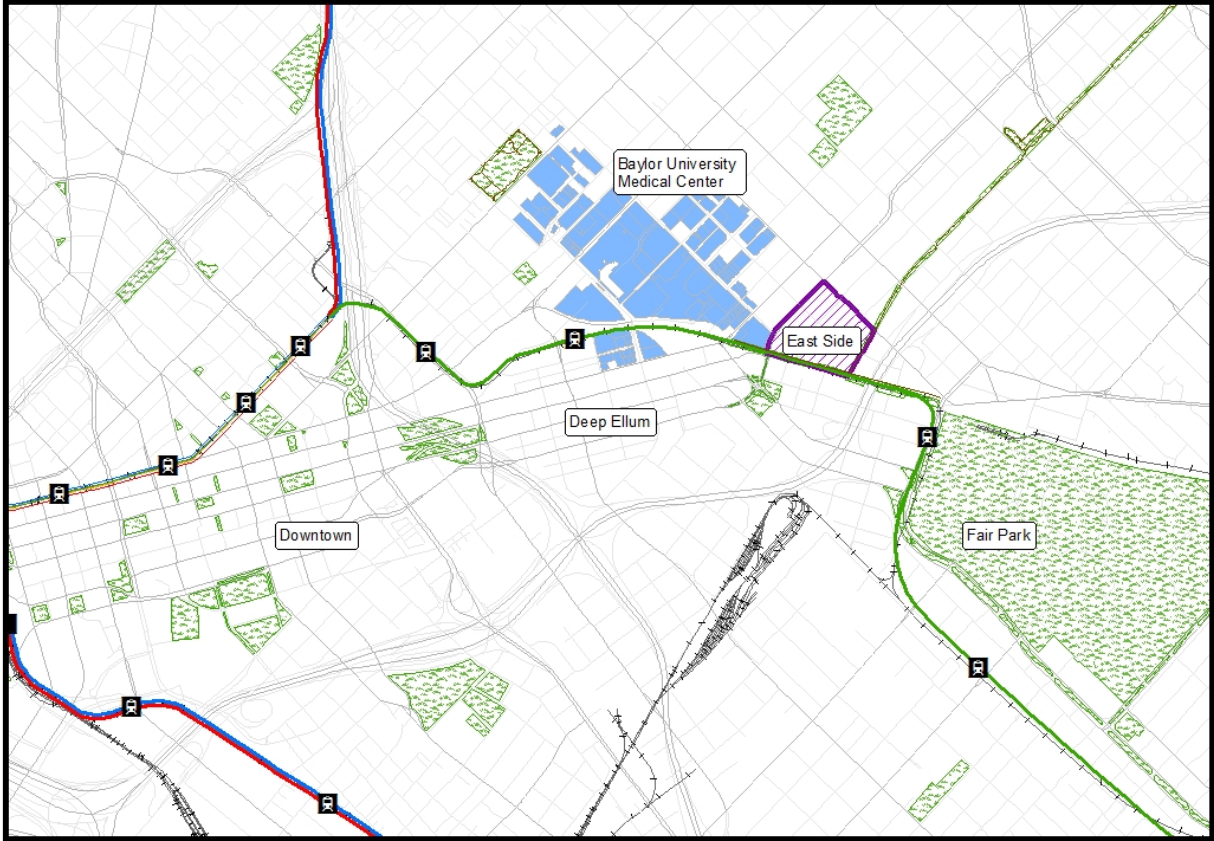 Baylor University
Medical Center
East Side
Deep Ellum
Downtown
Fair Park